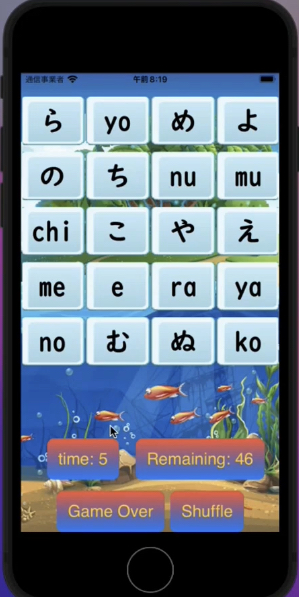 通信事業者 午前8:19
ら yo め よ
の ち nu mu
chi こ や え
me e ra ya
no む ぬ ko
time: 5 Remaining: 46
Game Over Shuffle